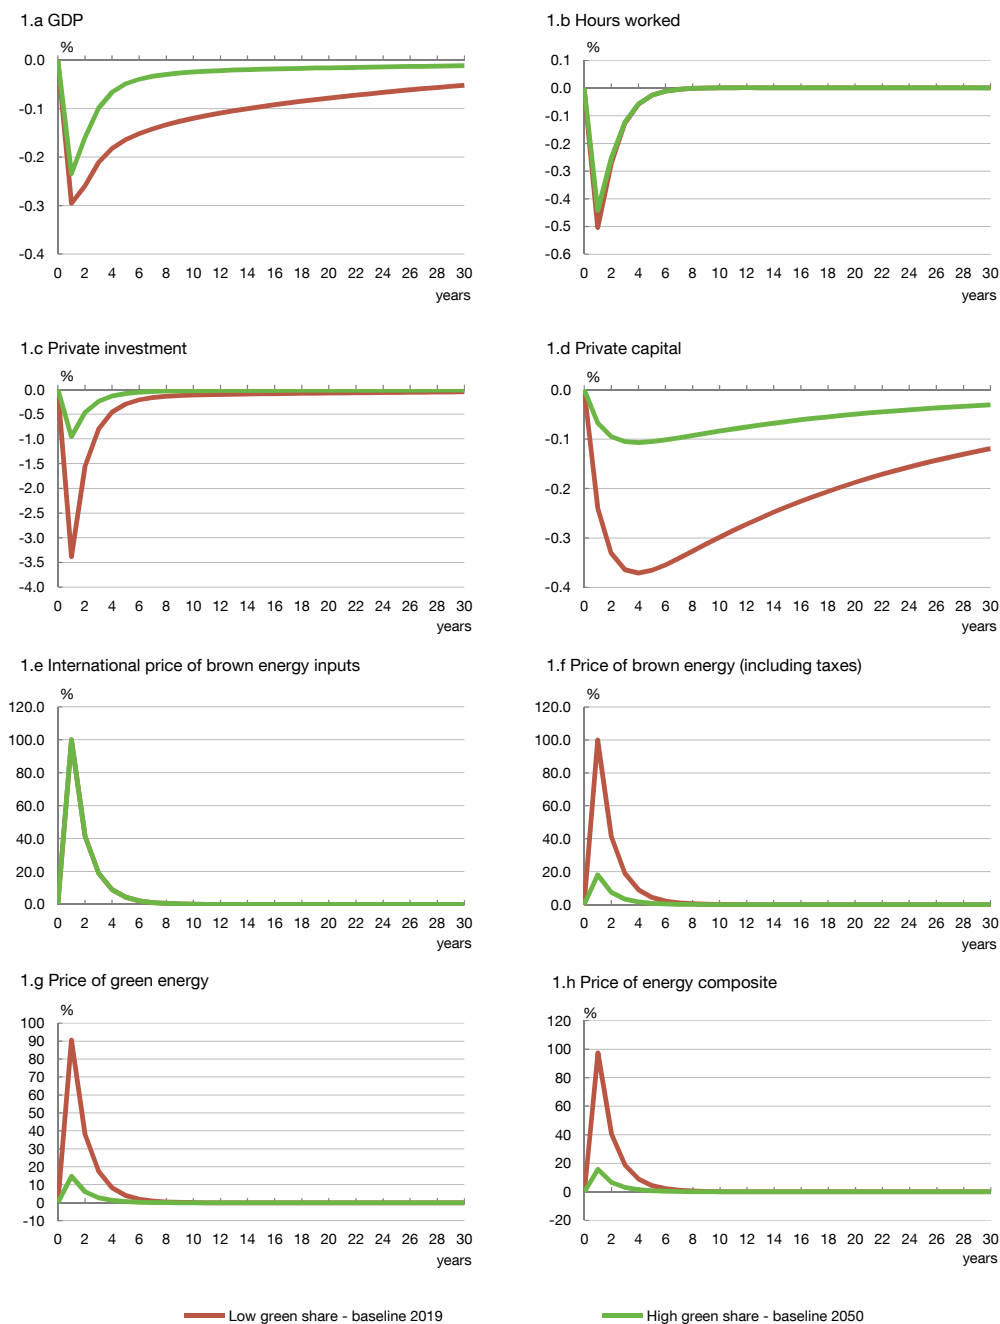 1.a GDP
%
0.0
-0.1
-0.2
-0.3
-0.4
0 2 4 6 8 10 12 14 16 18 20 22 24 26 28 30
years
1.b Hours worked
%
0.1
0.0
-0.1
-0.2
-0.3
-0.4
-0.5
-0.6
0 2 4 6 8 10 12 14 16 18 20 22 24 26 28 30
years
1.c Private investment
%
0.0
-0.5
-1.0
-1.5
-2.0
-2.5
-3.0
-3.5
-4.0
0 2 4 6 8 10 12 14 16 18 20 22 24 26 28 30
years
1.d Private capital
%
0.0
-0.1
-0.2
-0.3
-0.4
0 2 4 6 8 10 12 14 16 18 20 22 24 26 28 30
years
1.e International price of brown energy inputs
%
120.0
100.0
80.0
60.0
40.0
20.0
0.0
0 2 4 6 8 10 12 14 16 18 20 22 24 26 28 30
years
1.f Price of brown energy (including taxes)
%
120.0
100.0
80.0
60.0
40.0
20.0
0.0
0 2 4 6 8 10 12 14 16 18 20 22 24 26 28 30
years
1.g Price of green energy
%
100
90
80
70
60
50
40
30
20
10
0
-10
0 2 4 6 8 10 12 14 16 18 20 22 24 26 28 30
years
1.h Price of energy composite
%
120
100
80
60
40
20
0
-20
0 2 4 6 8 10 12 14 16 18 20 22 24 26 28 30
years
Low green share - baseline 2019
High green share - baseline 2050